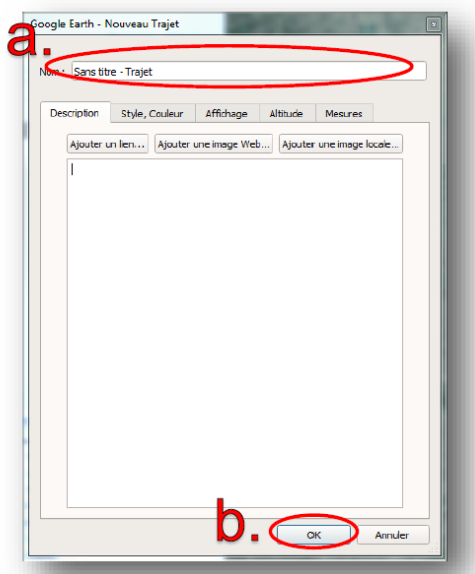 Google Earth - Nouveau Trajet
a.
Nom : Sans titre - Trajet
Description Style, Couleur Affichage Altitude Mesures
Ajouter un lien... Ajouter une image Web... Ajouter une image locale...
b.
OK Annuler